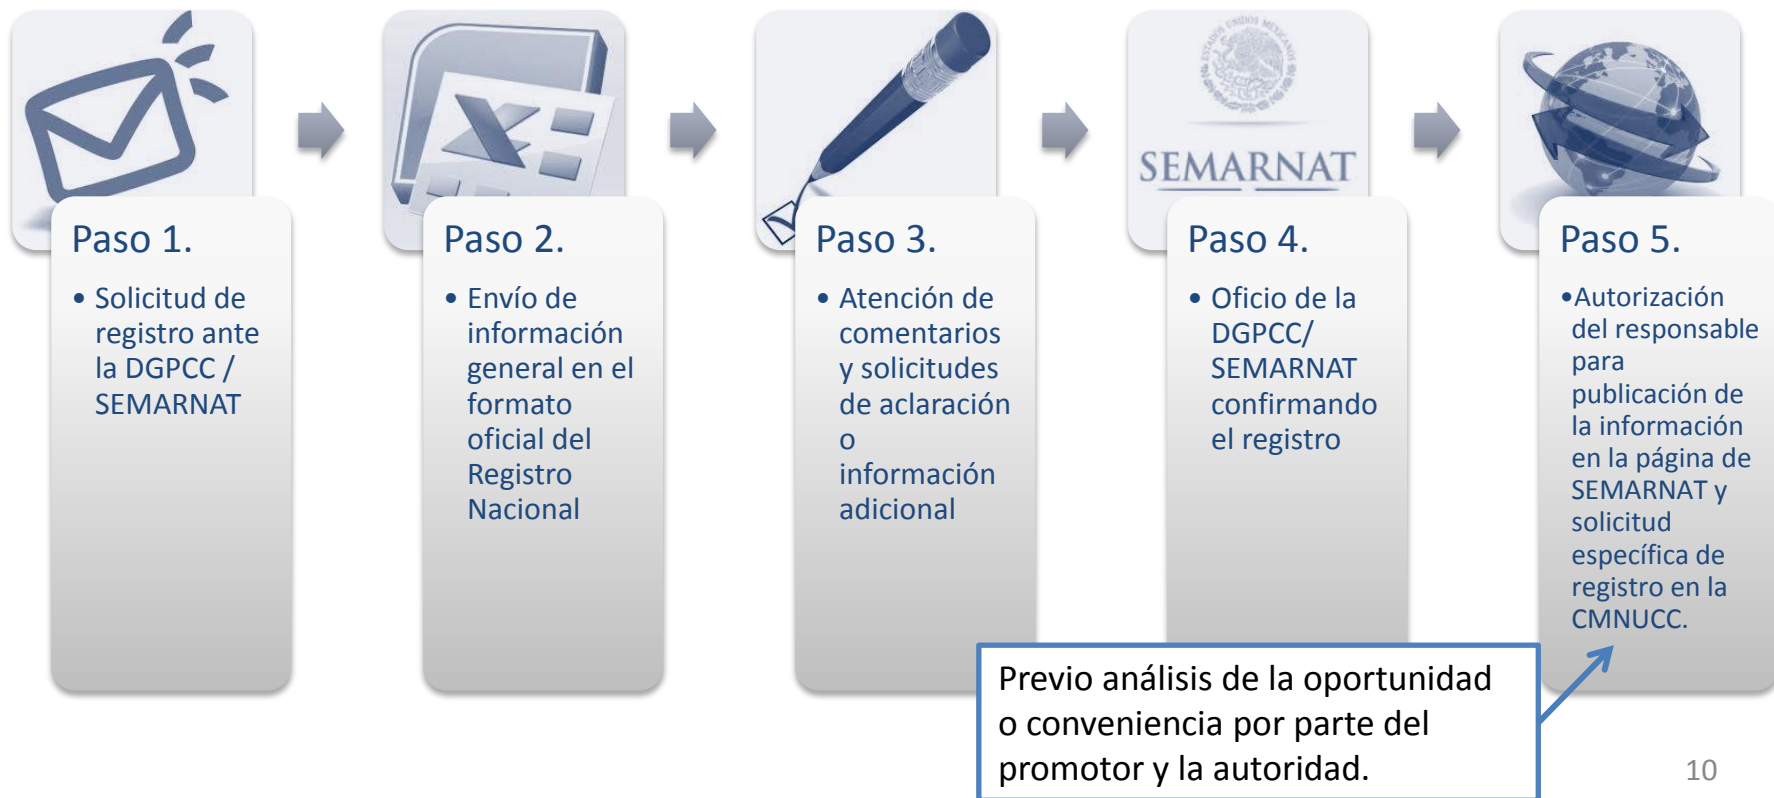 ESTADOS UNIDOS MEXICANOS
SEMARNAT
Paso 1.
• Solicitud de
registro ante
la DGPCC /
SEMARNAT
Paso 2.
• Envío de
información
general en el
formato
oficial del
Registro
Nacional
Paso 3.
• Atención de
comentarios
y solicitudes
de aclaración
o
información
adicional
Paso 4.
• Oficio de la
DGPCC/
SEMARNAT
confirmando
el registro
Paso 5.
•Autorización
del responsable
para
publicación de
la información
en la página de
SEMARNAT y
solicitud
específica de
registro en la
CMNUCC.
Previo análisis de la oportunidad
o conveniencia por parte del
promotor y la autoridad.
10